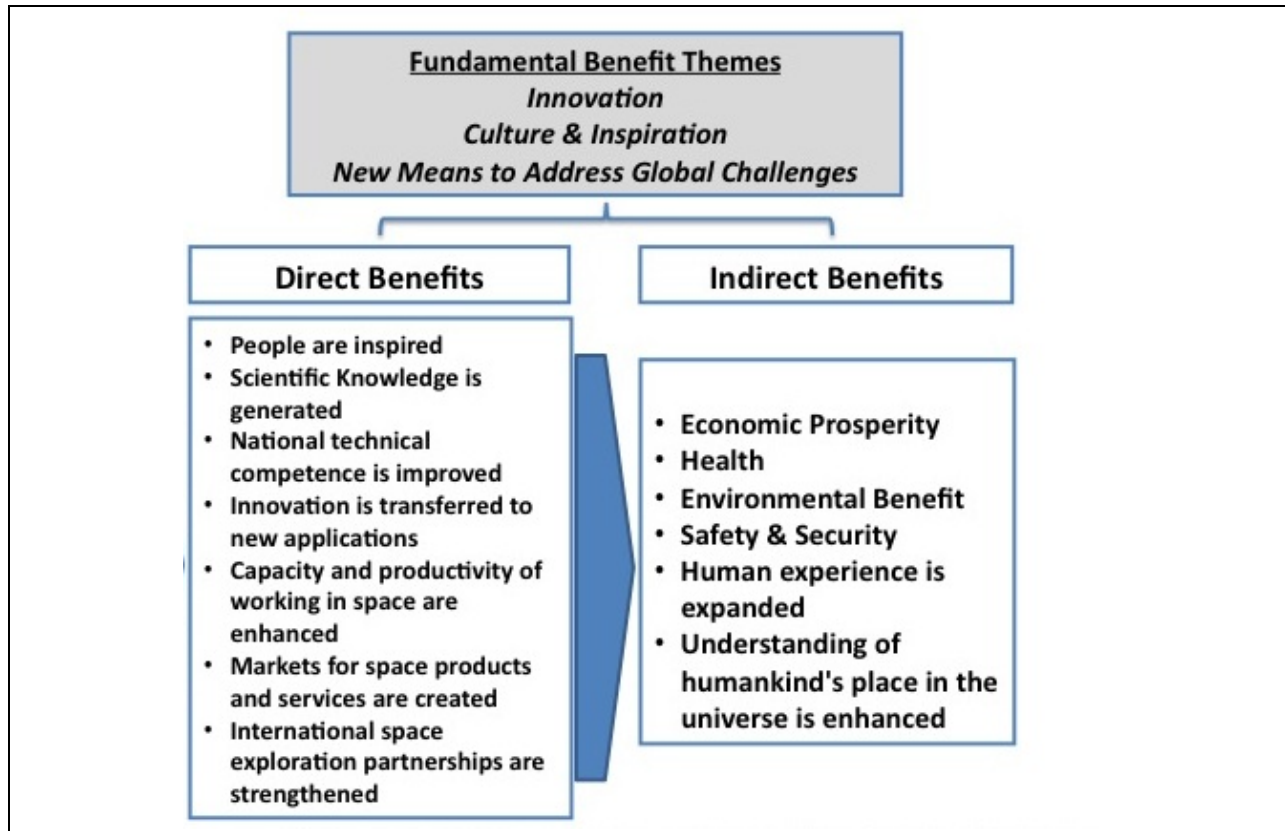 Fundamental Benefit Themes
Innovation
Culture & Inspiration
New Means to Address Global Challenges
Direct Benefits
• People are inspired
• Scientific Knowledge is
generated
• National technical
competence is improved
• Innovation is transferred to
new applications
• Capacity and productivity of
working in space are
enhanced
• Markets for space products
and services are created
• International space
exploration partnerships are
strengthened
Indirect Benefits
• Economic Prosperity
• Health
• Environmental Benefit
• Safety & Security
• Human experience is
expanded
• Understanding of
humankind's place in the
universe is enhanced